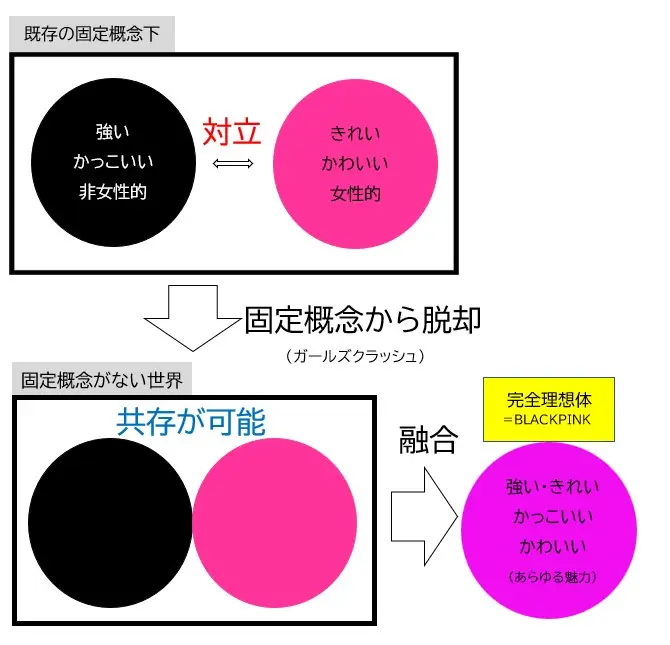 既存の固定概念下
強い
かっこいい
非女性的
対立
きれい
かわいい
女性的
固定概念から脱却
（ガールズクラッシュ）
固定概念がない世界
共存が可能
融合
完全理想体
＝BLACKPINK
強い・きれい
かっこいい
かわいい
（あらゆる魅力）